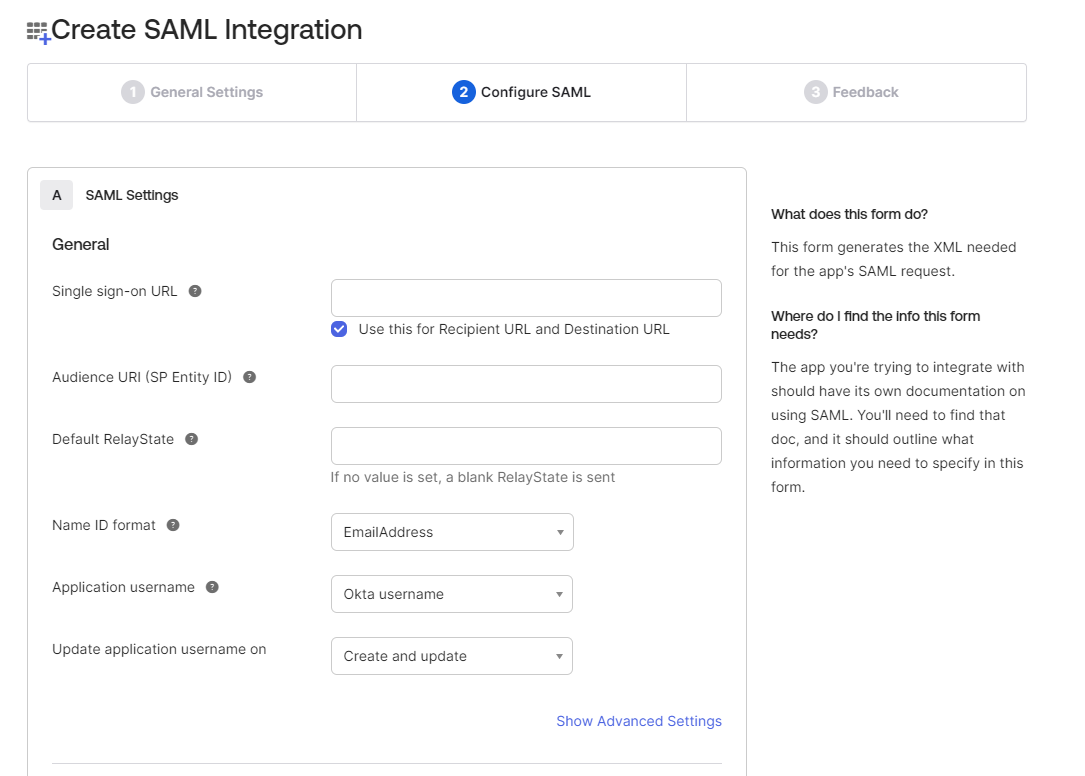 Create SAML Integration
1 General Settings
2 Configure SAML
3 Feedback
A SAML Settings
General
Single sign-on URL ?
Use this for Recipient URL and Destination URL
Audience URI (SP Entity ID) ?
Default RelayState ?
If no value is set, a blank RelayState is sent
Name ID format ? EmailAddress
Application username ? Okta username
Update application username on Create and update
Show Advanced Settings
What does this form do?
This form generates the XML needed
for the app's SAML request.
Where do I find the info this form
needs?
The app you're trying to integrate with
should have its own documentation on
using SAML. You'll need to find that
doc, and it should outline what
information you need to specify in this
form.